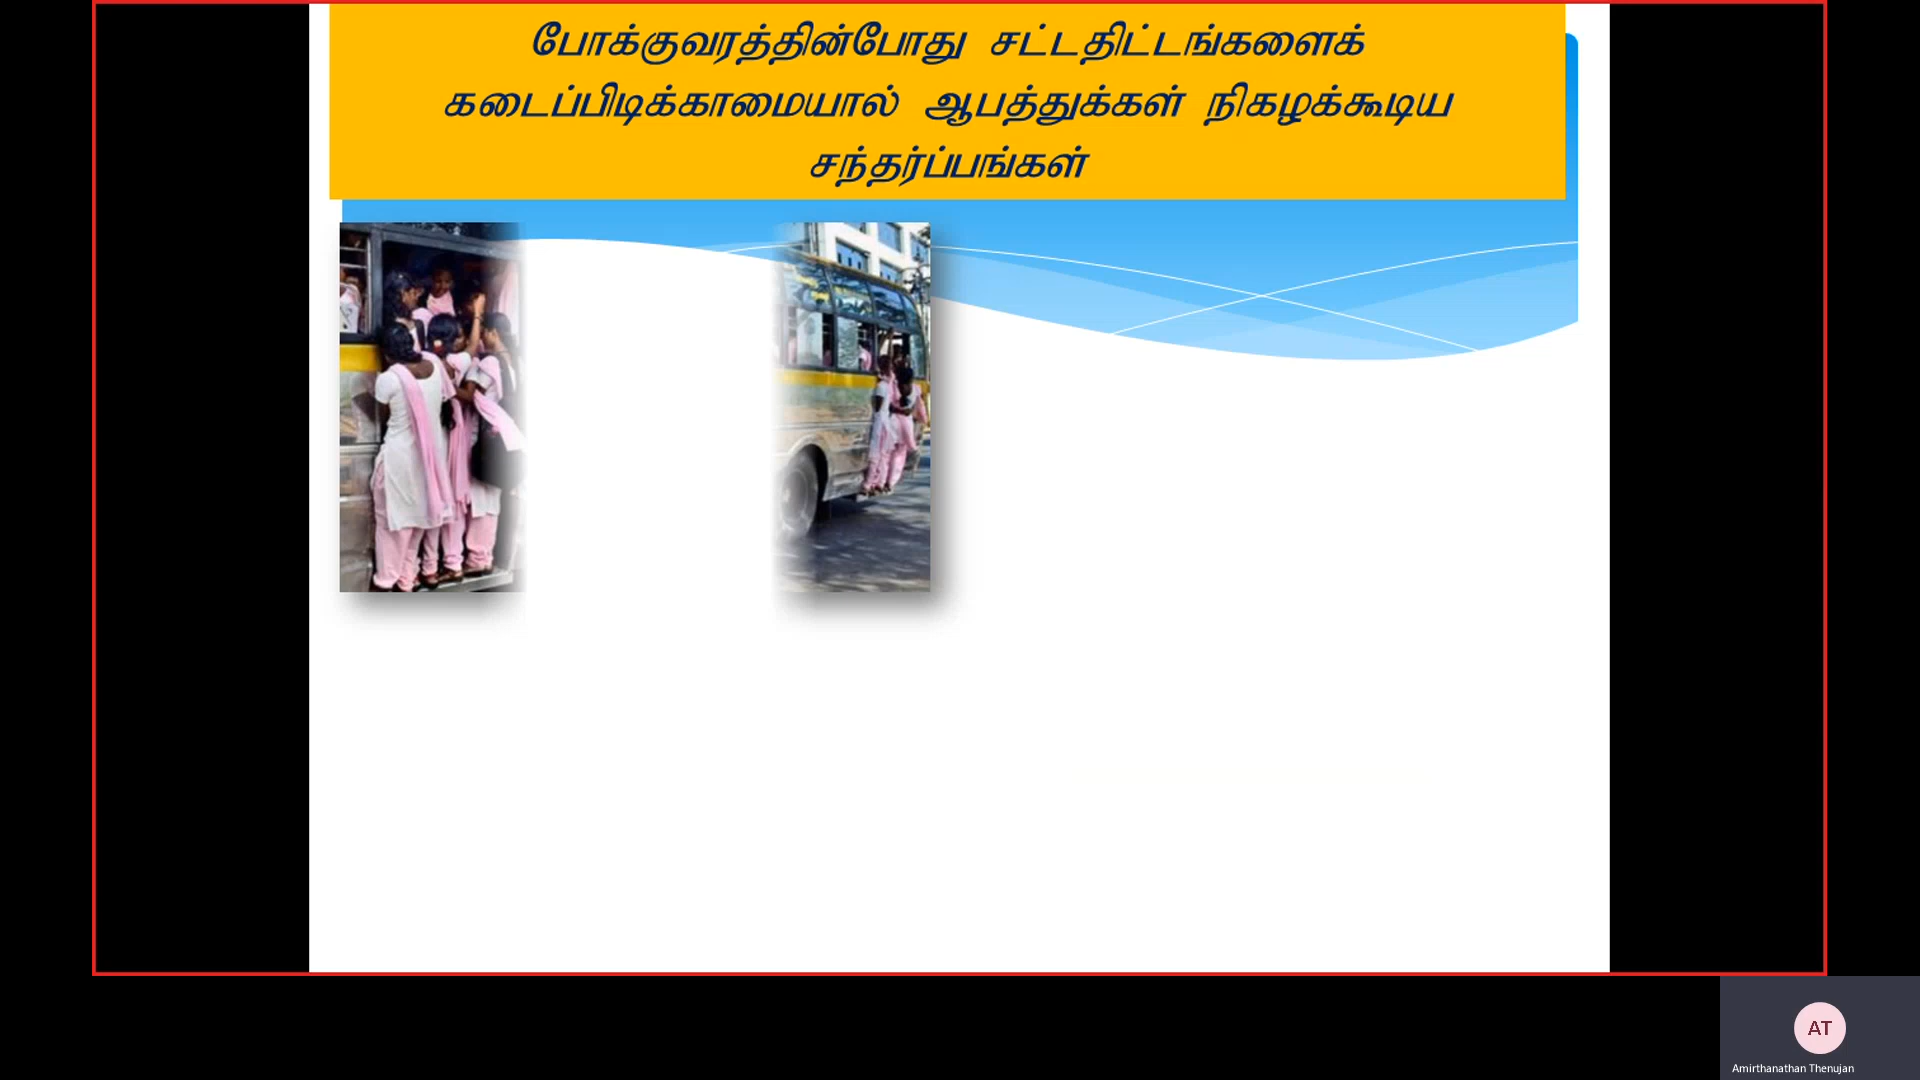 போக்குவரத்தின்போது சட்டதிட்டங்களைக்
கடைப்பிடிக்காமையால் ஆபத்துக்கள் நிகழக்கூடிய
சந்தர்ப்பங்கள்
AT
Amirthanathan Thenujan